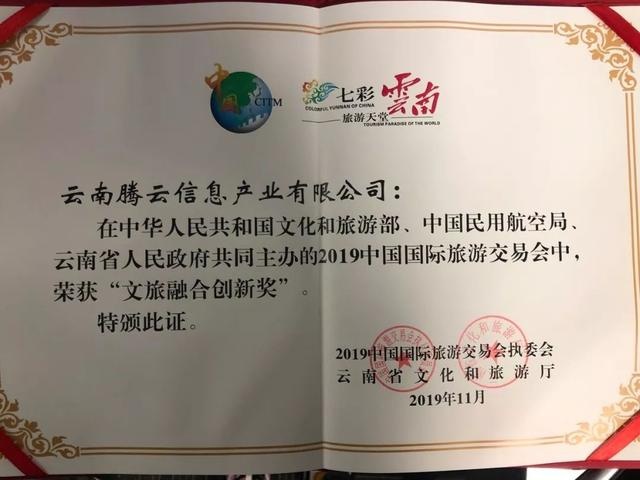 中国
CITM
七彩
雲南
COLORFUL YUNNAN OF CHINA
旅游天堂
TOURISM PARADISE OF THE WORLD
云南腾云信息产业有限公司：
在中华人民共和国文化和旅游部、中国民用航空局、
云南省人民政府共同主办的2019中国国际旅游交易会中，
荣获“文旅融合创新奖”。
特颁此证。
2019中国国际旅游交易会执委会
云南省文化和旅游厅
2019年11月